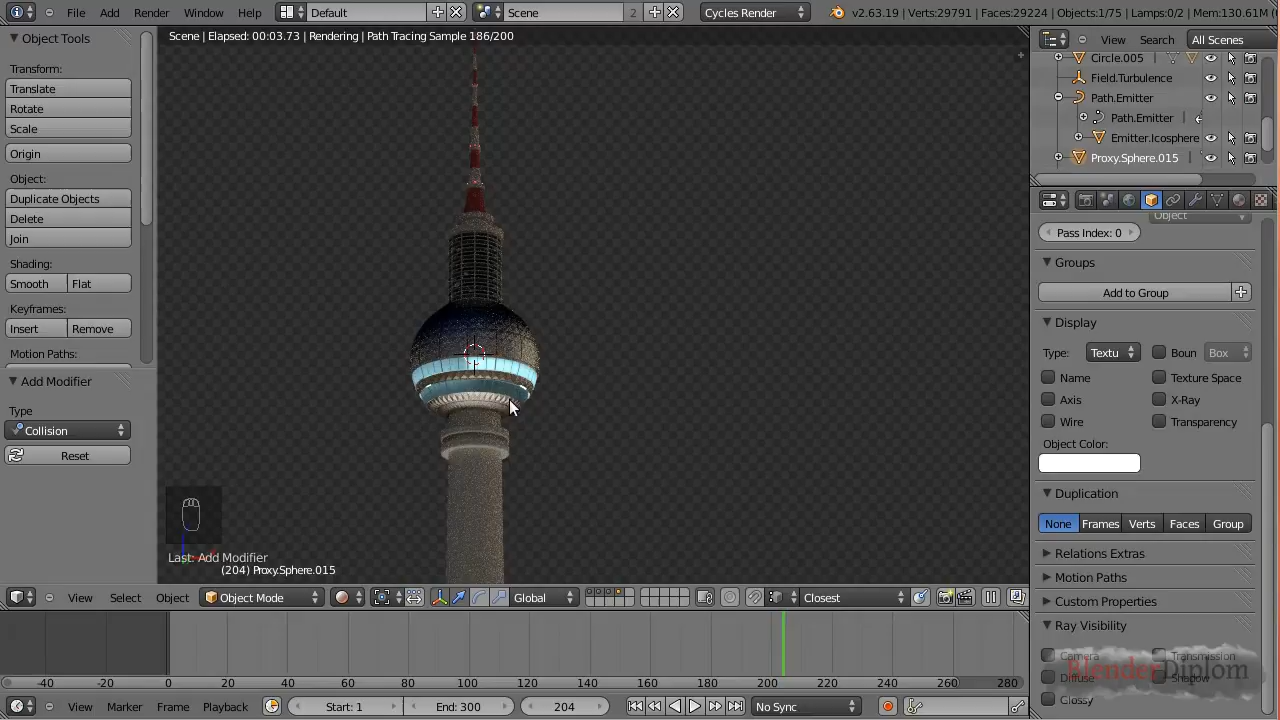 File Add Render Window Help Default Scene 2 Cycles Render v2.63.19 | Verts:29791 | Faces:29224 | Objects:1/75 | Lamps:0/2 | Mem:130.61M
Object Tools
Transform:
Translate
Rotate
Scale
Origin
Object:
Duplicate Objects
Delete
Join
Shading:
Smooth Flat
Keyframes:
Insert Remove
Motion Paths:
Add Modifier
Type
Collision
Reset
Scene | Elapsed: 00:03.73 | Rendering | Path Tracing Sample 186/200
Last: Add Modifier
(204) Proxy.Sphere.015
View Select Object Object Mode Global Closest
-40 -20 0 20 40 60 80 100 120 140 160 180 200 220 240 260 280
View Marker Frame Playback Start: 1 End: 300 204 No Sync
View Search All Scenes
Circle.005
Field.Turbulence
Path.Emitter
Path.Emitter
Emitter.Icosphere
Proxy.Sphere.015
Object
Pass Index: 0
Groups
Add to Group
Display
Type: Textu Boun Box
Name Texture Space
Axis X-Ray
Wire Transparency
Object Color:
Duplication
None Frames Verts Faces Group
Relations Extras
Motion Paths
Custom Properties
Ray Visibility
Camera Transmission
Diffuse Shadow
Glossy
BlenderDiplom